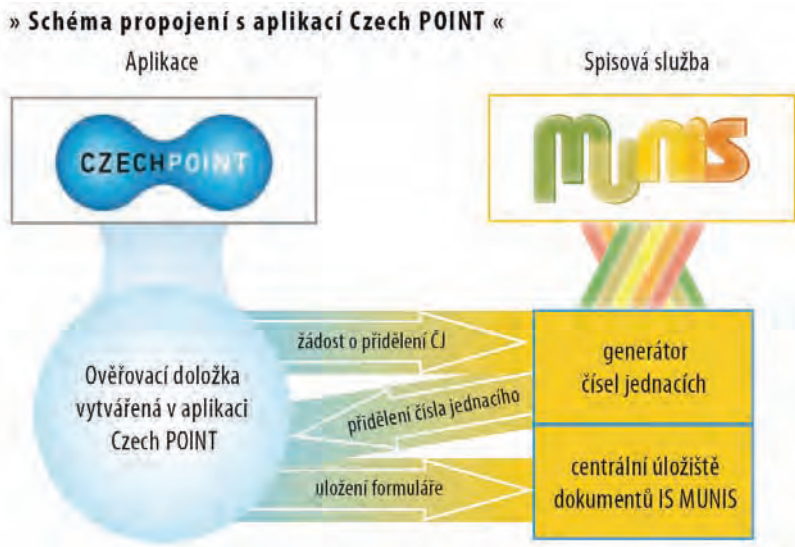 » Schéma propojení s aplikací Czech POINT «
Aplikace
Spisová služba
CZECHPOINT
munis
žádost o přidělení ČJ
generátor
čísel jednacích
Ověřovací doložka
vytvářená v aplikaci
Czech POINT
přidělení čísla jednacího
uložení formuláře
centrální úložiště
dokumentů IS MUNIS